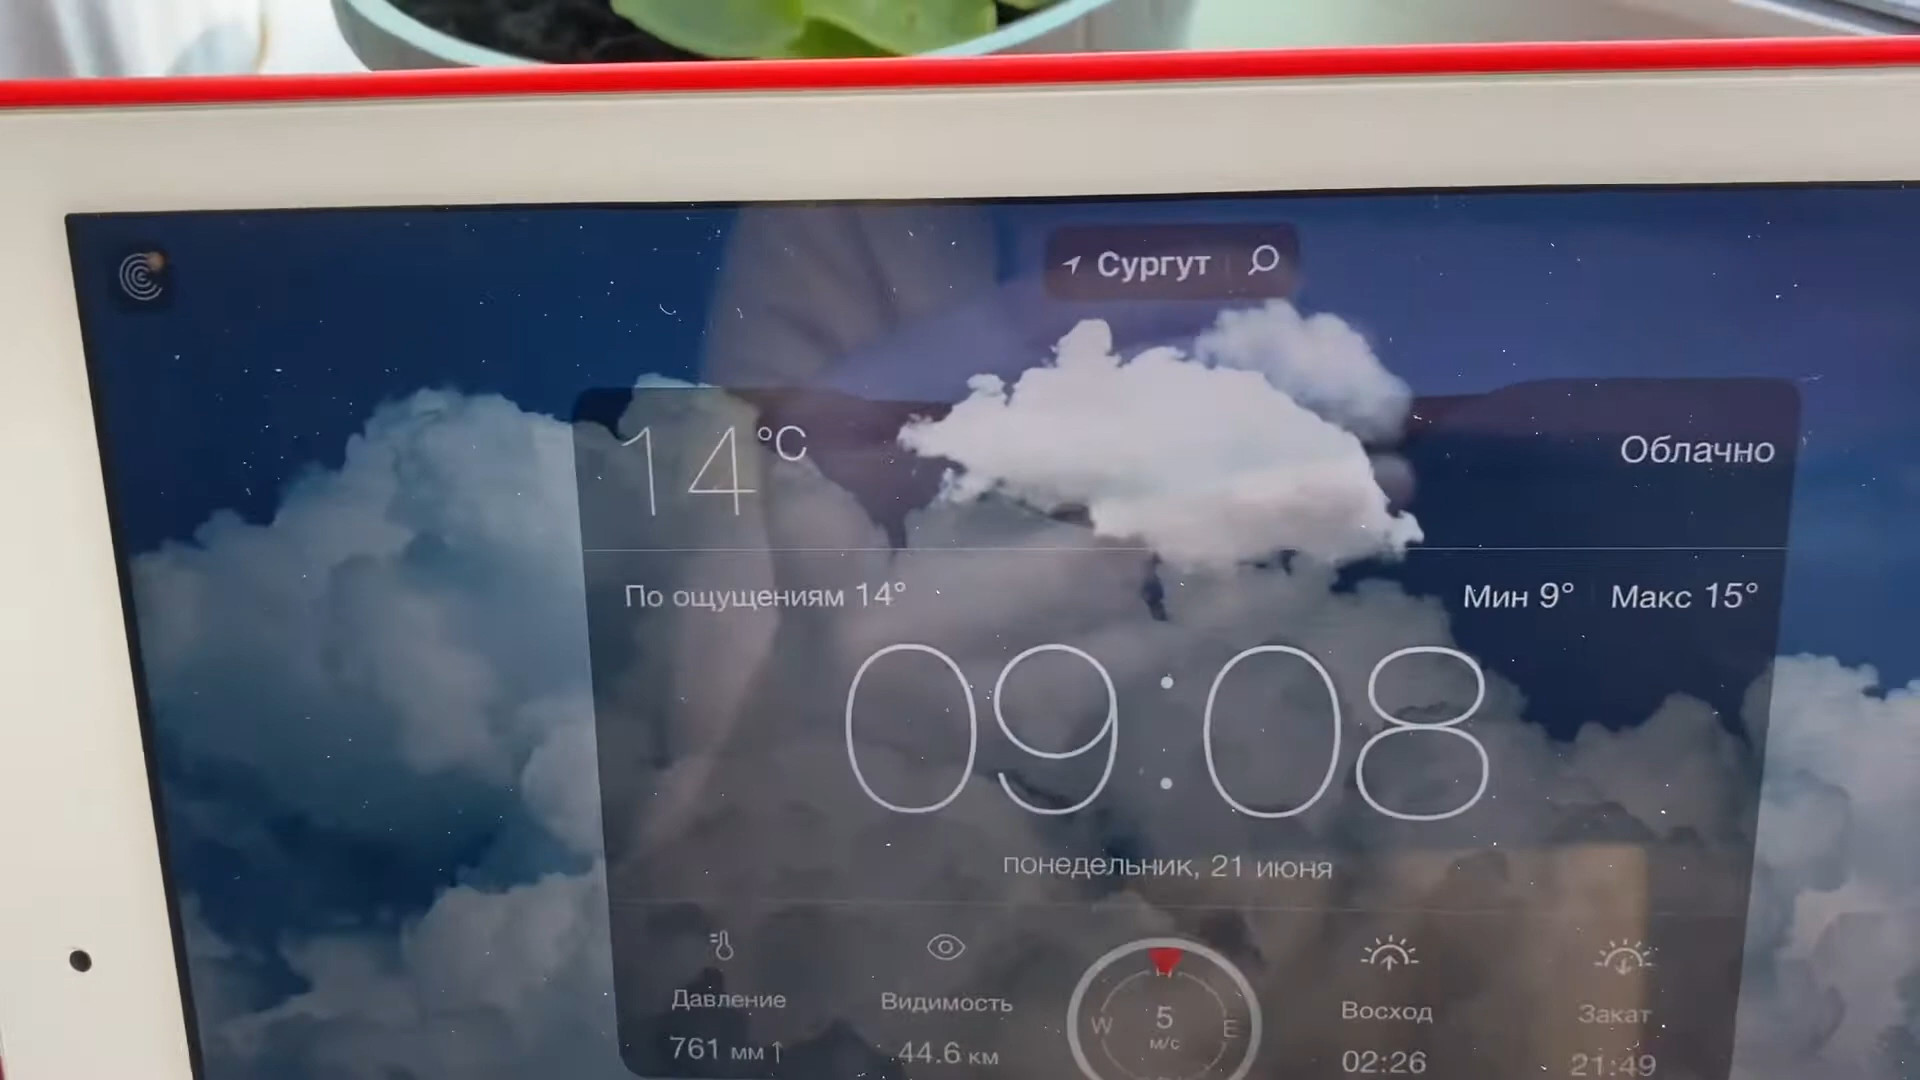 Сургут
14°C
Облачно
По ощущениям 14°
Мин 9° Макс 15°
09:08
понедельник, 21 июня
Давление
Видимость
Восход
Закат
W
5
м/с
E
761 мм ↑
44.6 км
02:26
21:49